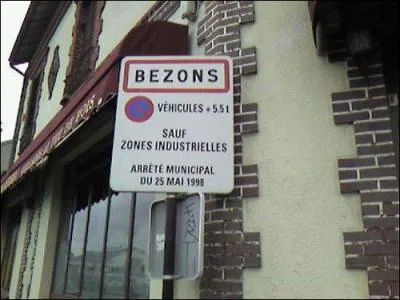 BEZONS
VÉHICULES + 5.5 t
SAUF
ZONES INDUSTRIELLES
ARRÊTÉ MUNICIPAL
DU 25 MAI 1998